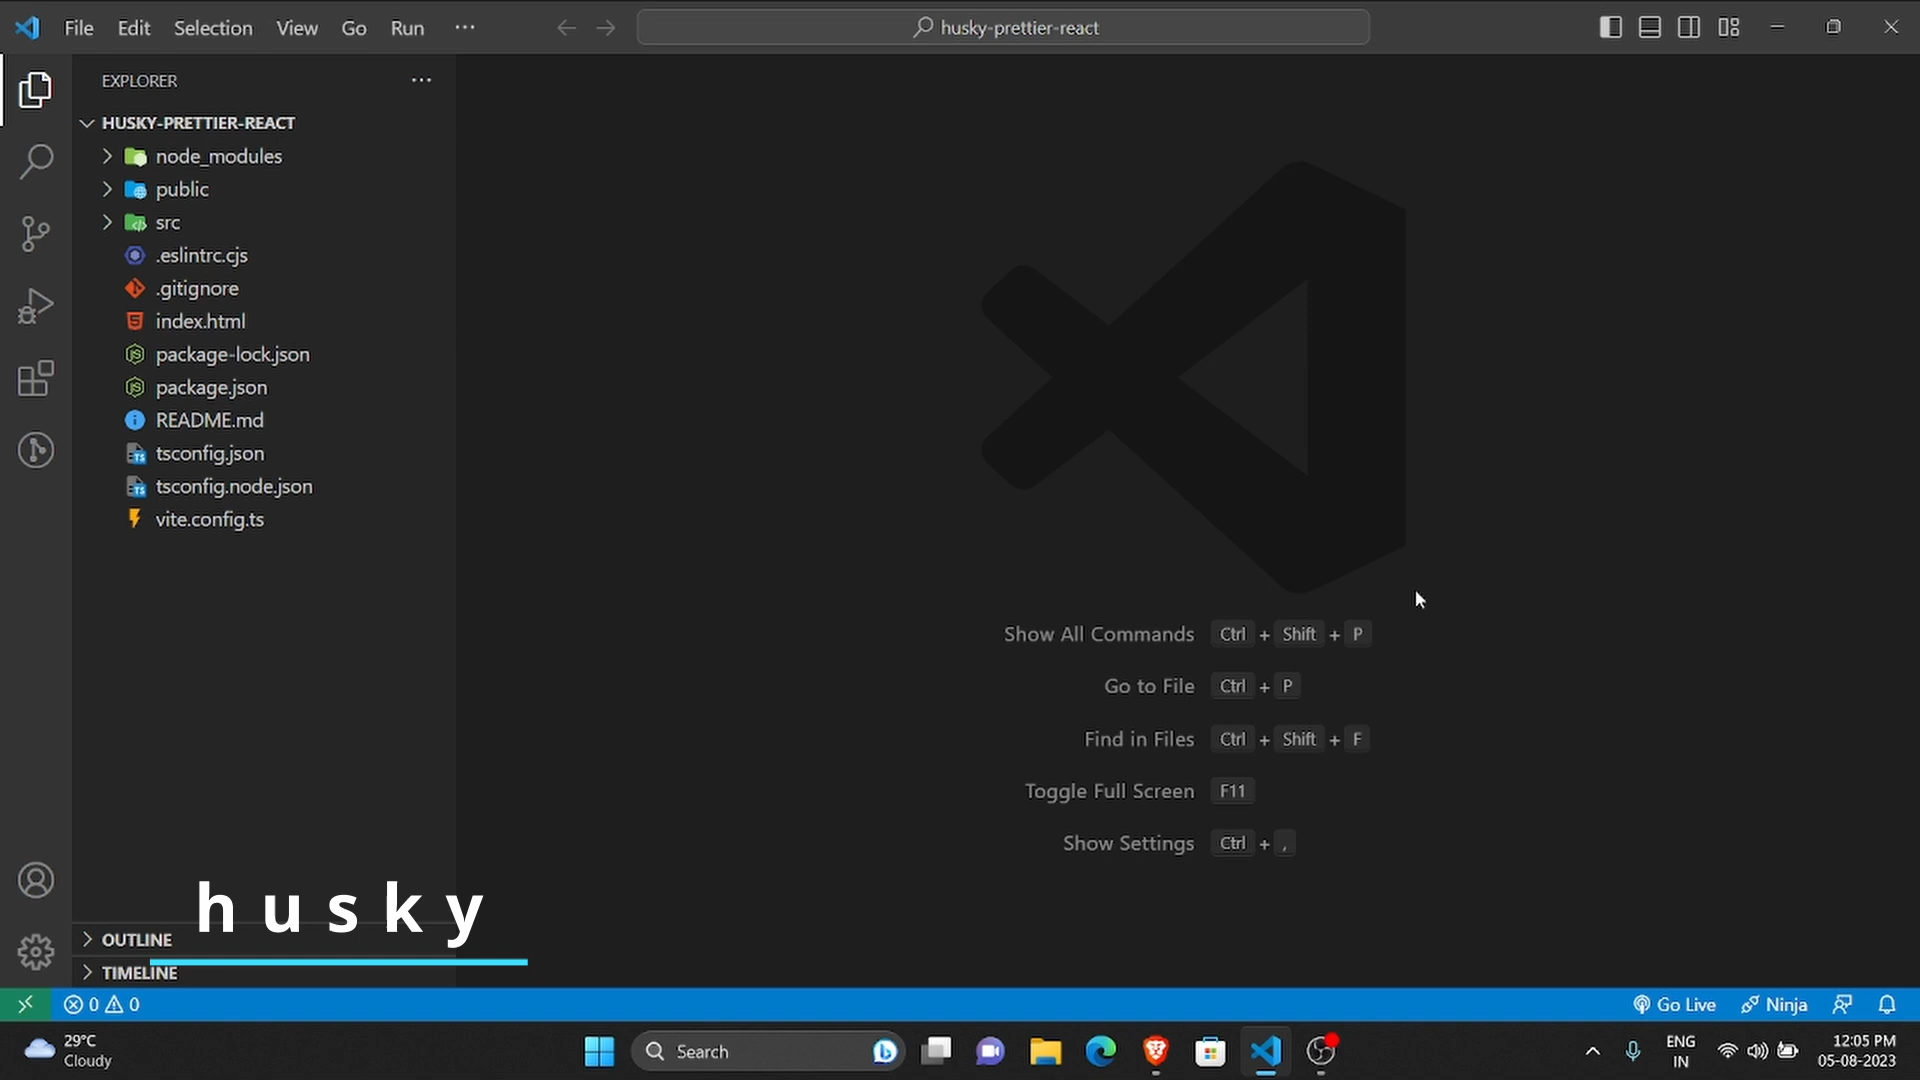 File Edit Selection View Go Run ···
husky-prettier-react
EXPLORER
HUSKY-PRETTIER-REACT
node_modules
public
src
.eslintrc.cjs
.gitignore
index.html
package-lock.json
package.json
README.md
tsconfig.json
tsconfig.node.json
vite.config.ts
Show All Commands Ctrl + Shift + P
Go to File Ctrl + P
Find in Files Ctrl + Shift + F
Toggle Full Screen F11
Show Settings Ctrl + ,
husky
OUTLINE
TIMELINE
0 0
Go Live
Ninja
29°C
Cloudy
Search
ENG
IN
12:05 PM
05-08-2023